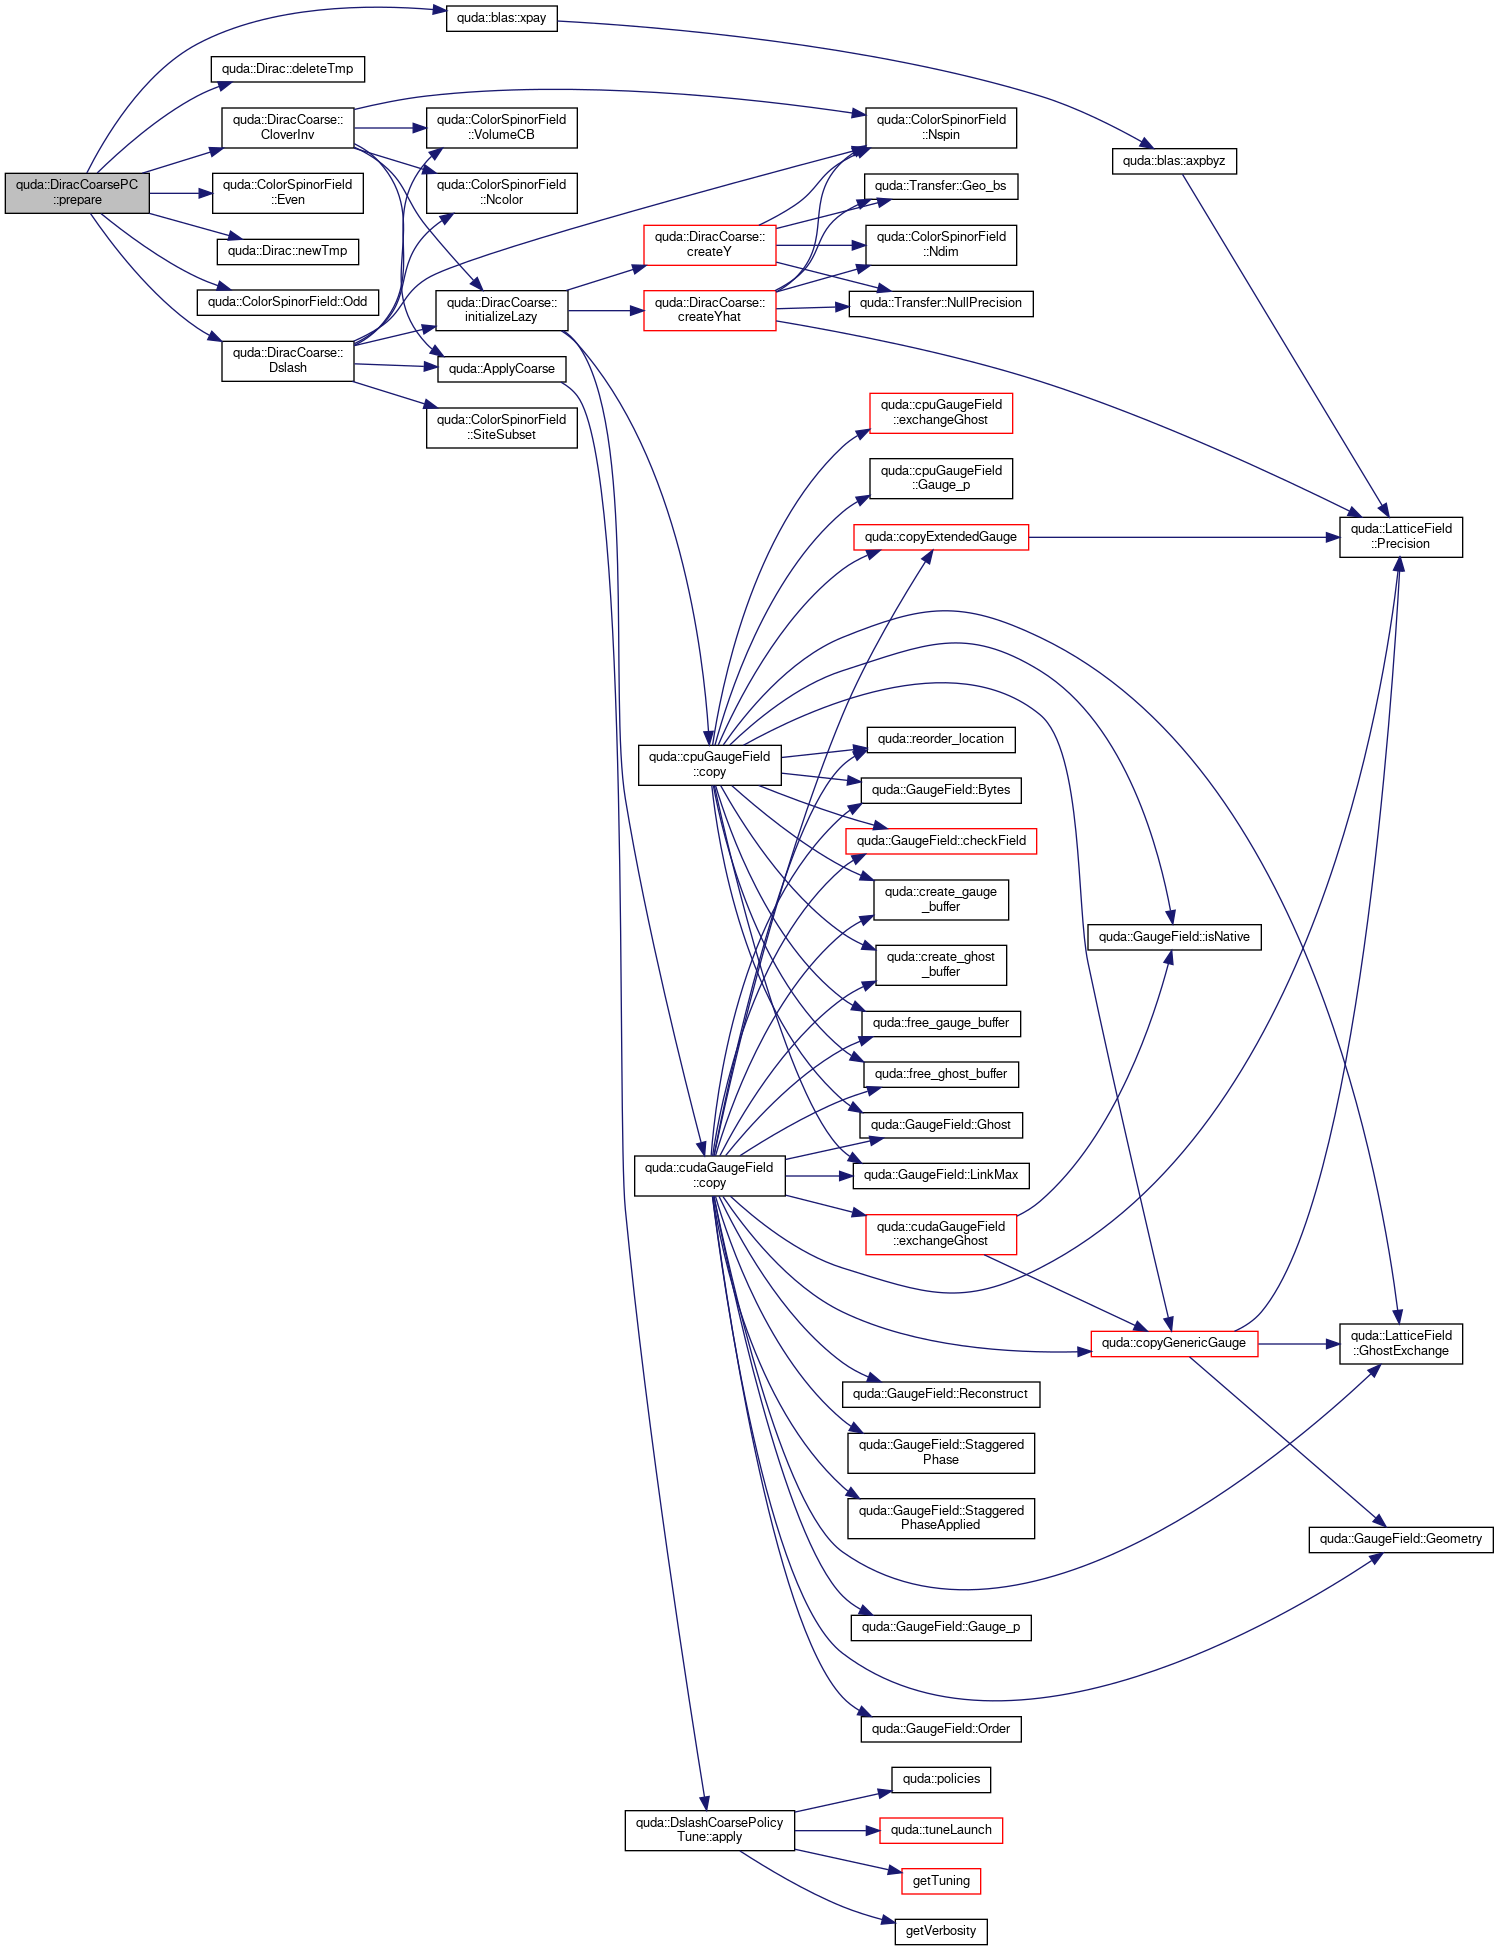 quda::DiracCoarsePC
::prepare
quda::blas::xpay
quda::Dirac::deleteTmp
quda::DiracCoarse::
CloverInv
quda::ColorSpinorField
::Even
quda::Dirac::newTmp
quda::ColorSpinorField::Odd
quda::DiracCoarse::
Dslash
quda::ColorSpinorField
::VolumeCB
quda::ColorSpinorField
::Ncolor
quda::DiracCoarse::
initializeLazy
quda::ApplyCoarse
quda::ColorSpinorField
::SiteSubset
quda::DiracCoarse::
createY
quda::DiracCoarse::
createYhat
quda::cpuGaugeField
::copy
quda::cudaGaugeField
::copy
quda::DslashCoarsePolicy
Tune::apply
quda::ColorSpinorField
::Nspin
quda::Transfer::Geo_bs
quda::ColorSpinorField
::Ndim
quda::Transfer::NullPrecision
quda::cpuGaugeField
::exchangeGhost
quda::cpuGaugeField
::Gauge_p
quda::copyExtendedGauge
quda::reorder_location
quda::GaugeField::Bytes
quda::GaugeField::checkField
quda::create_gauge
_buffer
quda::create_ghost
_buffer
quda::free_gauge_buffer
quda::free_ghost_buffer
quda::GaugeField::Ghost
quda::GaugeField::LinkMax
quda::cudaGaugeField
::exchangeGhost
quda::GaugeField::Reconstruct
quda::GaugeField::Staggered
Phase
quda::GaugeField::Staggered
PhaseApplied
quda::GaugeField::Gauge_p
quda::GaugeField::Order
quda::policies
quda::tuneLaunch
getTuning
getVerbosity
quda::blas::axpbyz
quda::GaugeField::isNative
quda::copyGenericGauge
quda::LatticeField
::Precision
quda::LatticeField
::GhostExchange
quda::GaugeField::Geometry